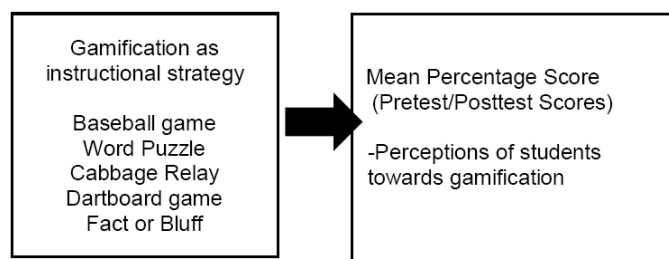 Gamification as
instructional strategy
Baseball game
Word Puzzle
Cabbage Relay
Dartboard game
Fact or Bluff
Mean Percentage Score
(Pretest/Posttest Scores)
-Perceptions of students
towards gamification